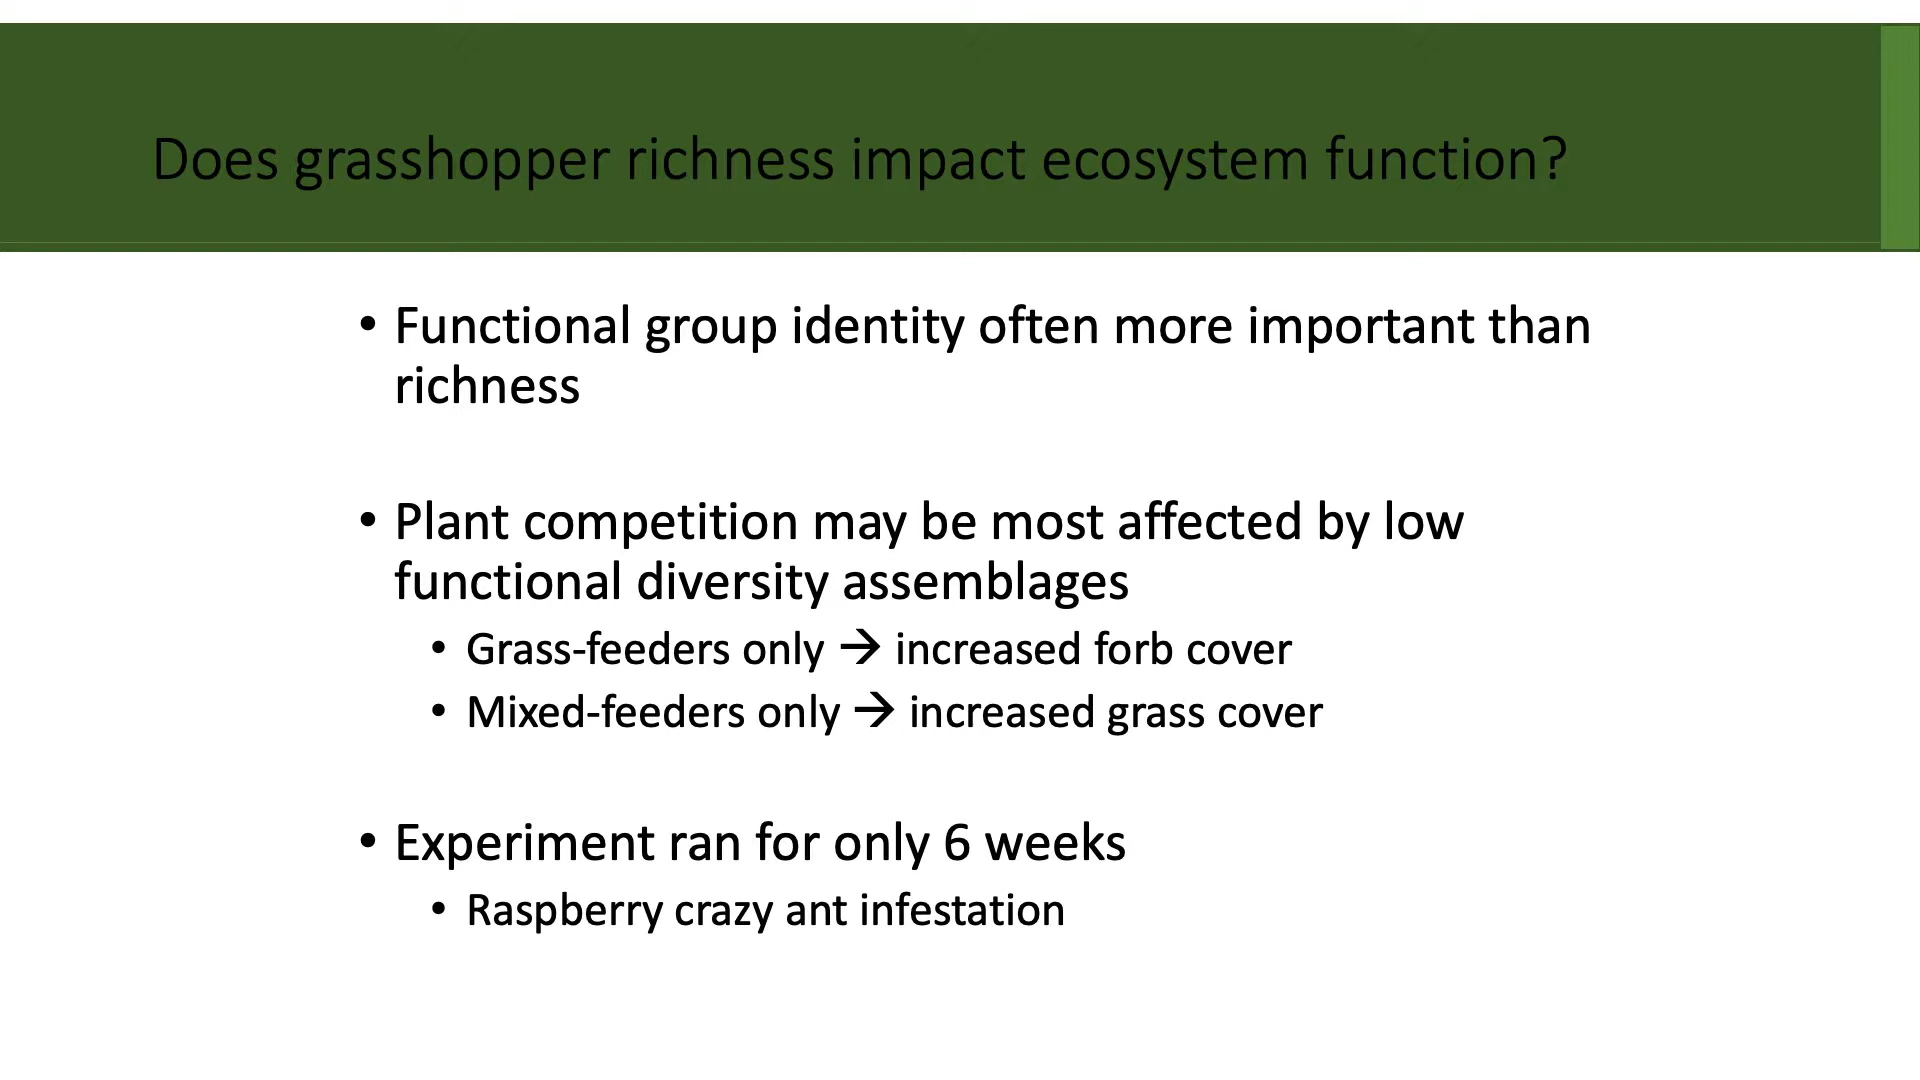 Does grasshopper richness impact ecosystem function?
• Functional group identity often more important than
richness
• Plant competition may be most affected by low
functional diversity assemblages
• Grass-feeders only → increased forb cover
• Mixed-feeders only → increased grass cover
• Experiment ran for only 6 weeks
• Raspberry crazy ant infestation